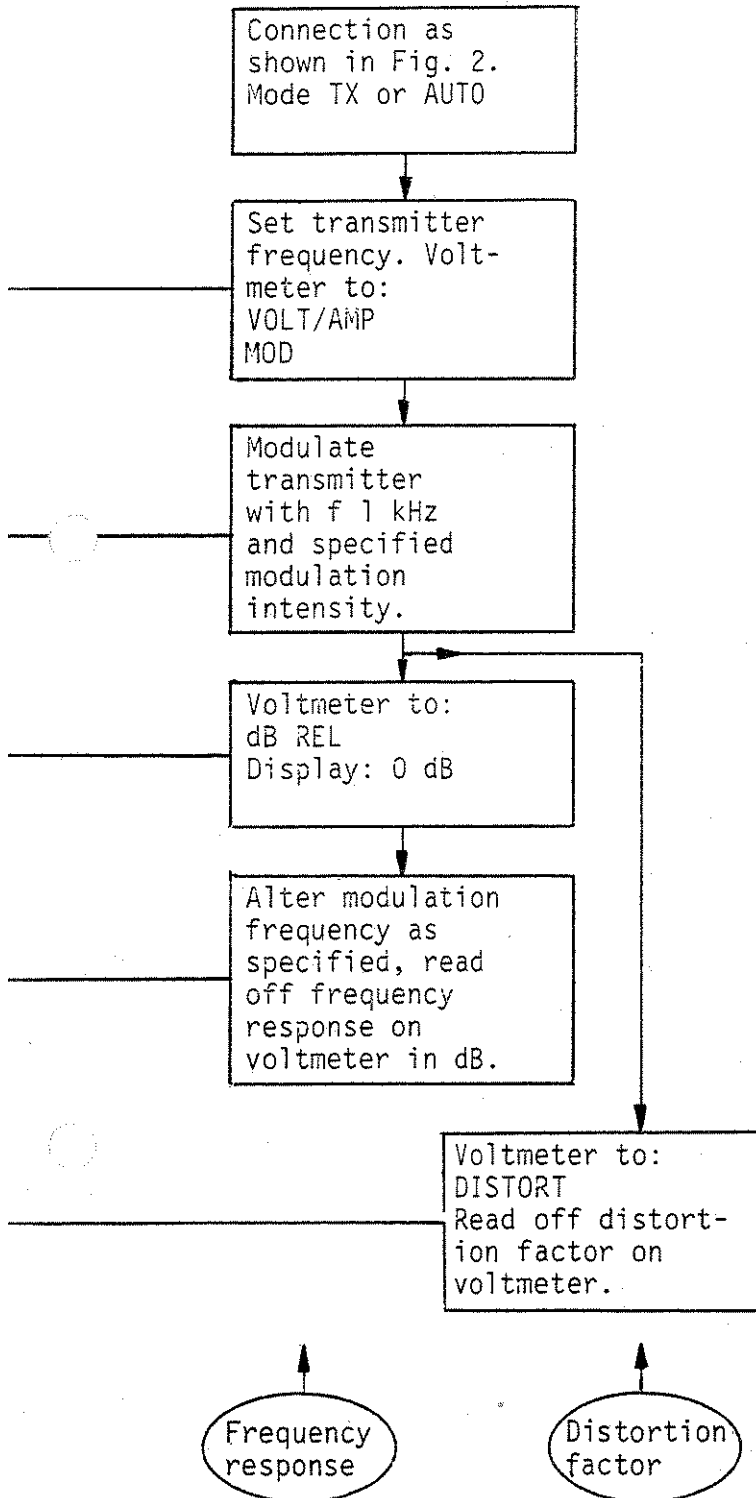 Connection as
shown in Fig. 2.
Mode TX or AUTO
Set transmitter
frequency. Volt-
meter to:
VOLT/AMP
MOD
Modulate
transmitter
with f 1 kHz
and specified
modulation
intensity.
Voltmeter to:
dB REL
Display: 0 dB
Alter modulation
frequency as
specified, read
off frequency
response on
voltmeter in dB.
Voltmeter to:
DISTORT
Read off distort-
ion factor on
voltmeter.
Frequency
response
Distortion
factor